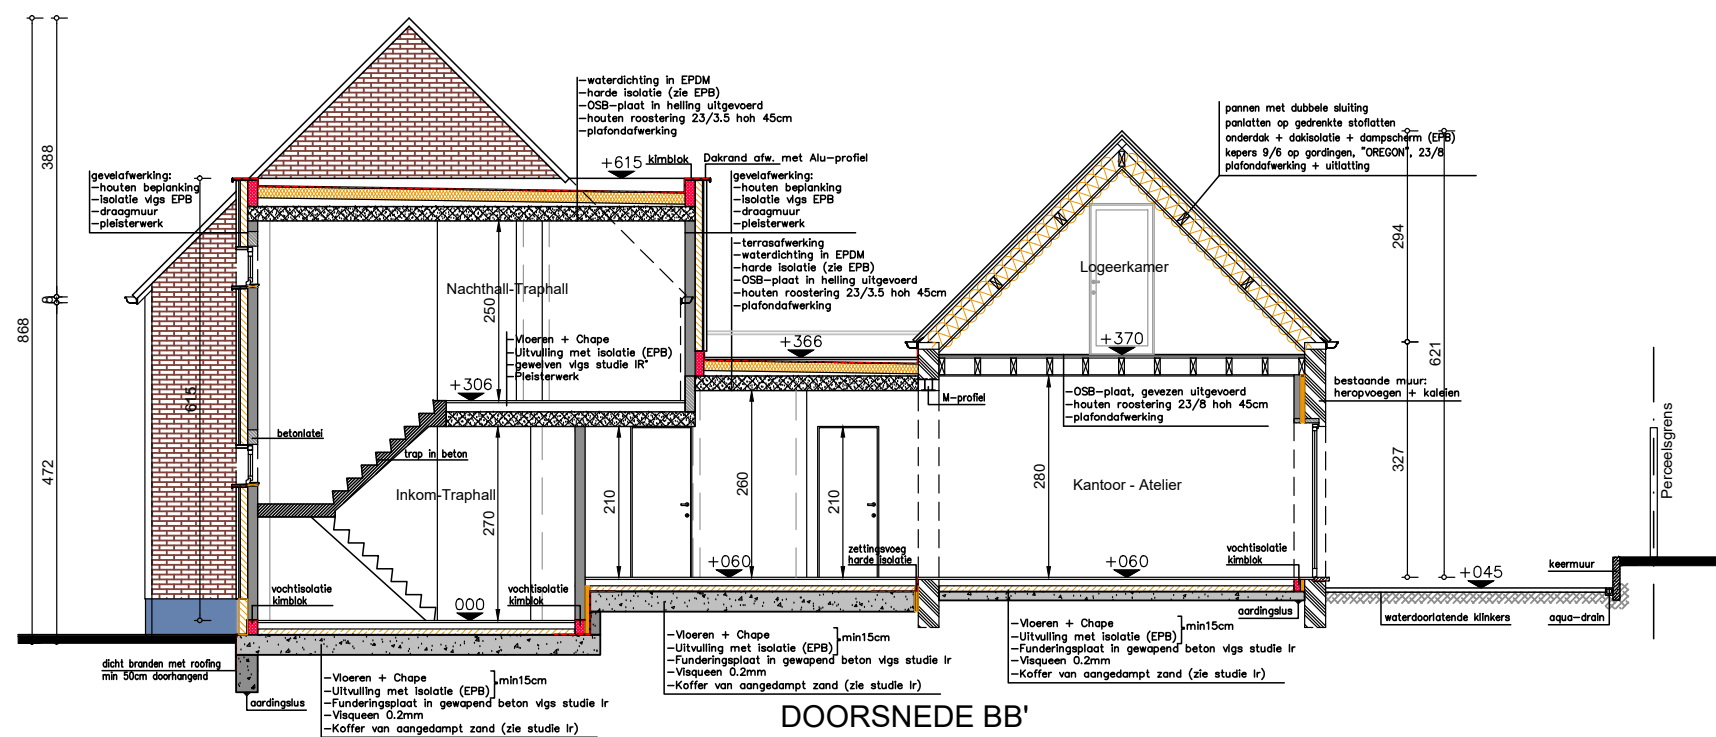 -waterdichting in EPDM
-harde isolatie (zie EPB)
-OSB-plaat in helling uitgevoerd
-houten roostering 23/3.5 hoh 45cm
-plafondafwerking
pannen met dubbele sluiting
panlatten op gedrenkte stoflatten
onderdak + dakisolatie + dampscherm (EPB)
kepers 9/6 op gordingen, "OREGON", 23/8
plafondafwerking + uitlatting
+615
kimblok
Dakrand afw. met Alu-profiel
gevelafwerking:
-houten beplanking
-isolatie vlgs EPB
-draagmuur
-pleisterwerk
gevelafwerking:
-houten beplanking
-isolatie vlgs EPB
-draagmuur
-pleisterwerk
-terrasafwerking
-waterdichting in EPDM
-harde isolatie (zie EPB)
-OSB-plaat in helling uitgevoerd
-houten roostering 23/3.5 hoh 45cm
-plafondafwerking
388
868
472
615
Nachthall-Traphall
250
-Vloeren + Chape
-Uitvulling met isolatie (EPB)
-gewelven vlgs studie IR°
-Pleisterwerk
+306
+366
Logeerkamer
+370
294
621
327
-OSB-plaat, gevezen uitgevoerd
-houten roostering 23/8 hoh 45cm
-plafondafwerking
M-profiel
bestaande muur:
heropvoegen + kaleien
betonlatei
trap in beton
Inkom-Traphall
270
210
260
210
280
Kantoor - Atelier
Perceelsgrens
zettingsvoeg
harde isolatie
vochtisolatie
kimblok
+060
+060
+045
keermuur
vochtisolatie
kimblok
vochtisolatie
kimblok
000
aardingslus
waterdoorlatende klinkers
aqua-drain
-Vloeren + Chape
-Uitvulling met isolatie (EPB)
min15cm
-Funderingsplaat in gewapend beton vlgs studie Ir
-Visqueen 0.2mm
-Koffer van aangedampt zand (zie studie Ir)
-Vloeren + Chape
-Uitvulling met isolatie (EPB)
min15cm
-Funderingsplaat in gewapend beton vlgs studie Ir
-Visqueen 0.2mm
-Koffer van aangedampt zand (zie studie Ir)
dicht branden met roofing
min 50cm doorhangend
aardingslus
-Vloeren + Chape
-Uitvulling met isolatie (EPB)
min15cm
-Funderingsplaat in gewapend beton vlgs studie Ir
-Visqueen 0.2mm
-Koffer van aangedampt zand (zie studie Ir)
DOORSNEDE BB'